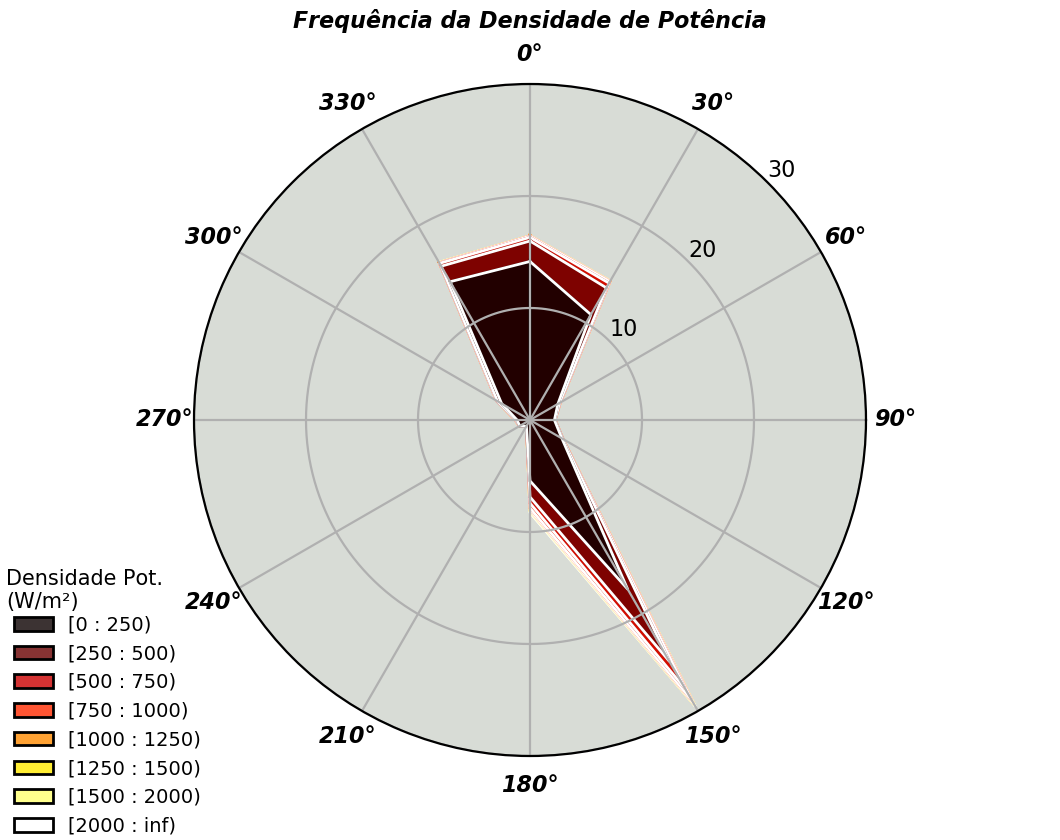 Frequência da Densidade de Potência
0°
330°
30°
30
300°
60°
20
10
270°
90°
240°
120°
210°
150°
180°
Densidade Pot.
(W/m²)
[0 : 250)
[250 : 500)
[500 : 750)
[750 : 1000)
[1000 : 1250)
[1250 : 1500)
[1500 : 2000)
[2000 : inf)